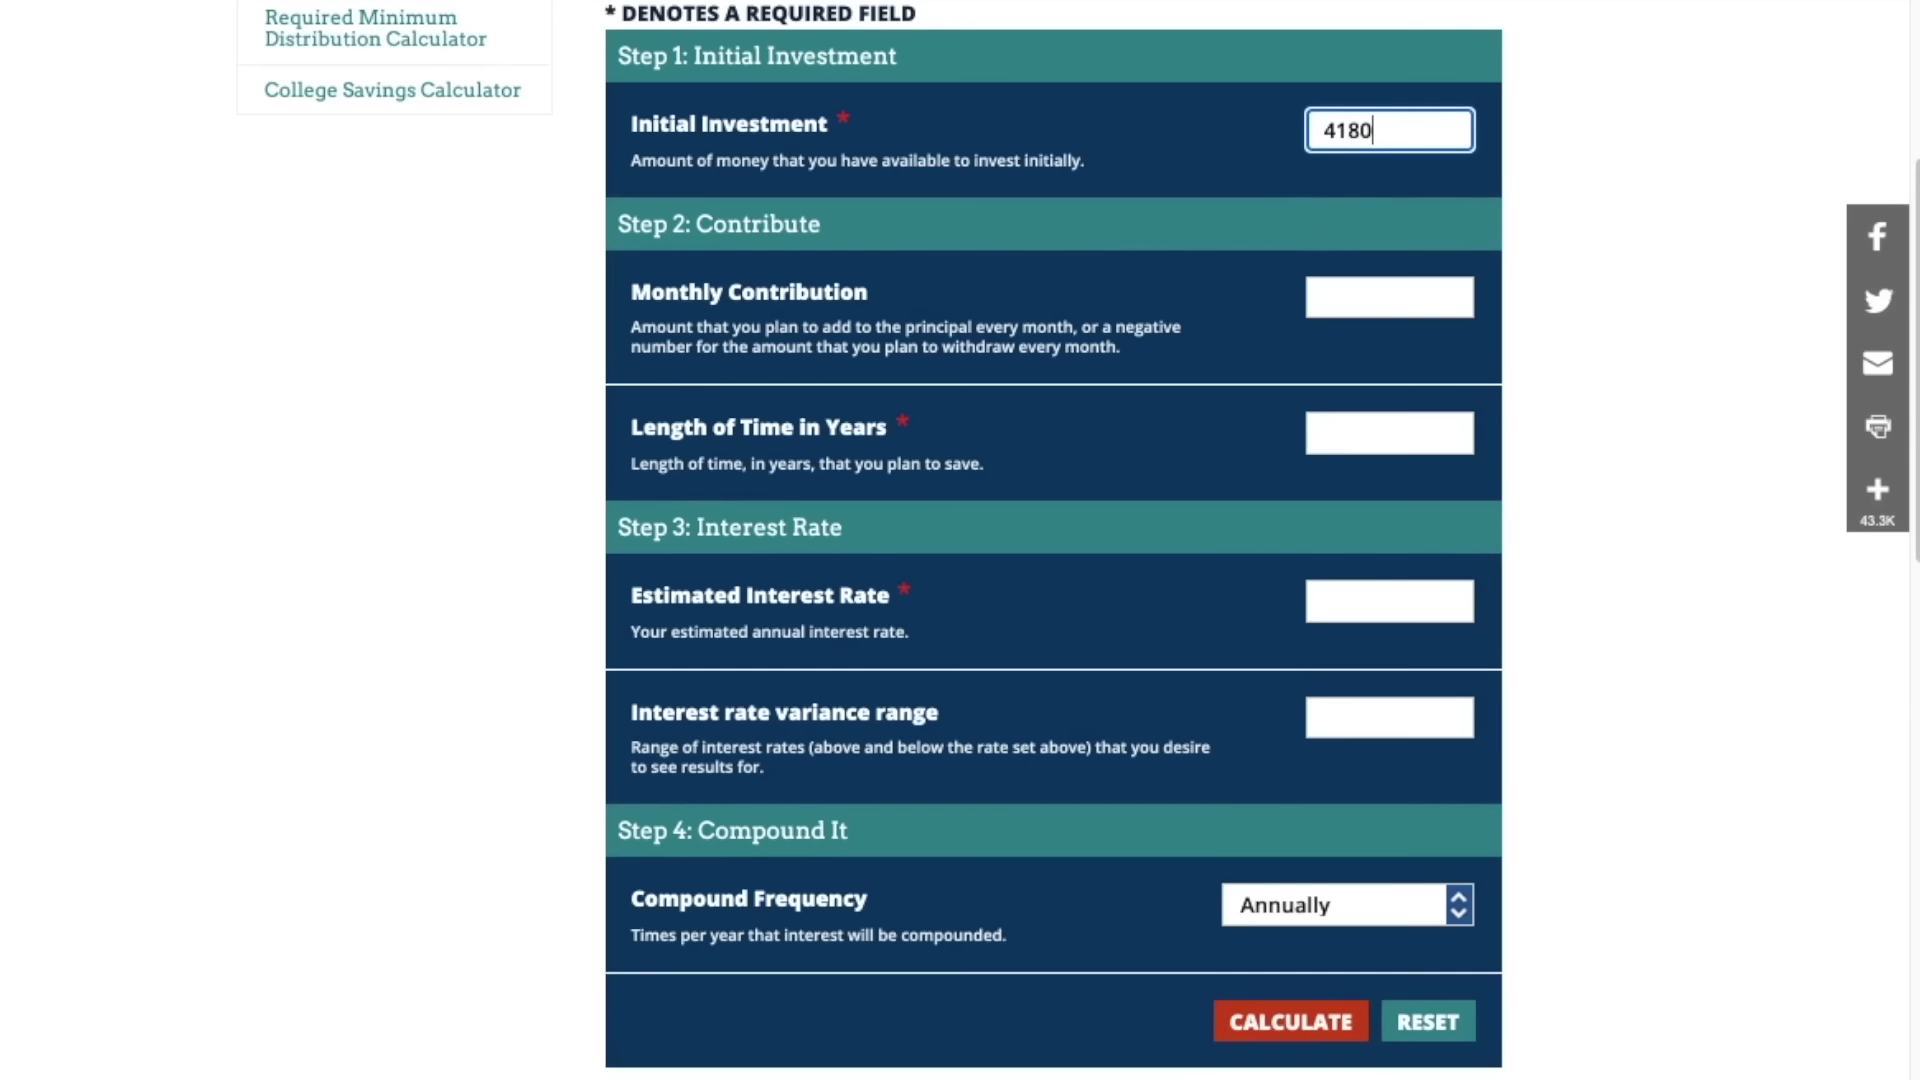 Required Minimum
Distribution Calculator
College Savings Calculator
* DENOTES A REQUIRED FIELD
Step 1: Initial Investment
Initial Investment *
4180
Amount of money that you have available to invest initially.
Step 2: Contribute
Monthly Contribution
Amount that you plan to add to the principal every month, or a negative
number for the amount that you plan to withdraw every month.
Length of Time in Years *
Length of time, in years, that you plan to save.
Step 3: Interest Rate
Estimated Interest Rate *
Your estimated annual interest rate.
Interest rate variance range
Range of interest rates (above and below the rate set above) that you desire
to see results for.
Step 4: Compound It
Compound Frequency
Annually
Times per year that interest will be compounded.
CALCULATE
RESET
43.3K